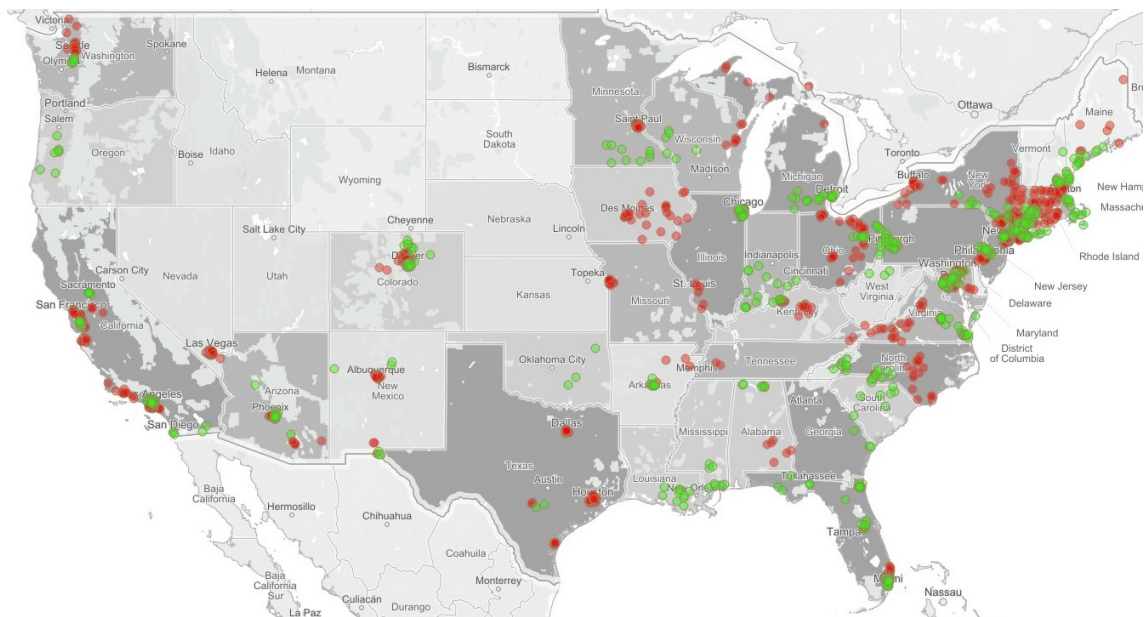 Victoria
Seattle
Washington
Spokane
Olympia
Portland
Salem
Oregon
Boise
Idaho
Helena
Montana
Bismarck
South
Dakota
Wyoming
Cheyenne
Nebraska
Lincoln
Minnesota
Saint Paul
Wisconsin
Madison
Michigan
Detroit
Ottawa
Toronto
Buffalo
Vermont
Maine
New
New Hamp
Massachu
Rhode Island
New Jersey
Delaware
Maryland
District
of Columbia
Carson City
Sacramento
San Francisco
California
Nevada
Salt Lake City
Utah
Colorado
Las Vegas
San Diego
Arizona
Phoenix
Albuquerque
New
Mexico
Topeka
Kansas
Des Moines
Missouri
St. Louis
Illinois
Chicago
Indianapolis
Cincinnati
Ohio
Pittsburgh
Philadelphia
Washington,
West
Virginia
Virginia
Kentucky
Tennessee
Memphis
Arkansas
Oklahoma City
North
Carolina
South
Carolina
Atlanta
Georgia
Alabama
Mississippi
Louisiana
New Orleans
Tallahassee
Tampa
Miami
Nassau
Dallas
Texas
Austin
Houston
Baja
California
Hermosillo
Chihuahua
Coahuila
Monterrey
Baja
California
Sur
La Paz
Culiacán
Durango